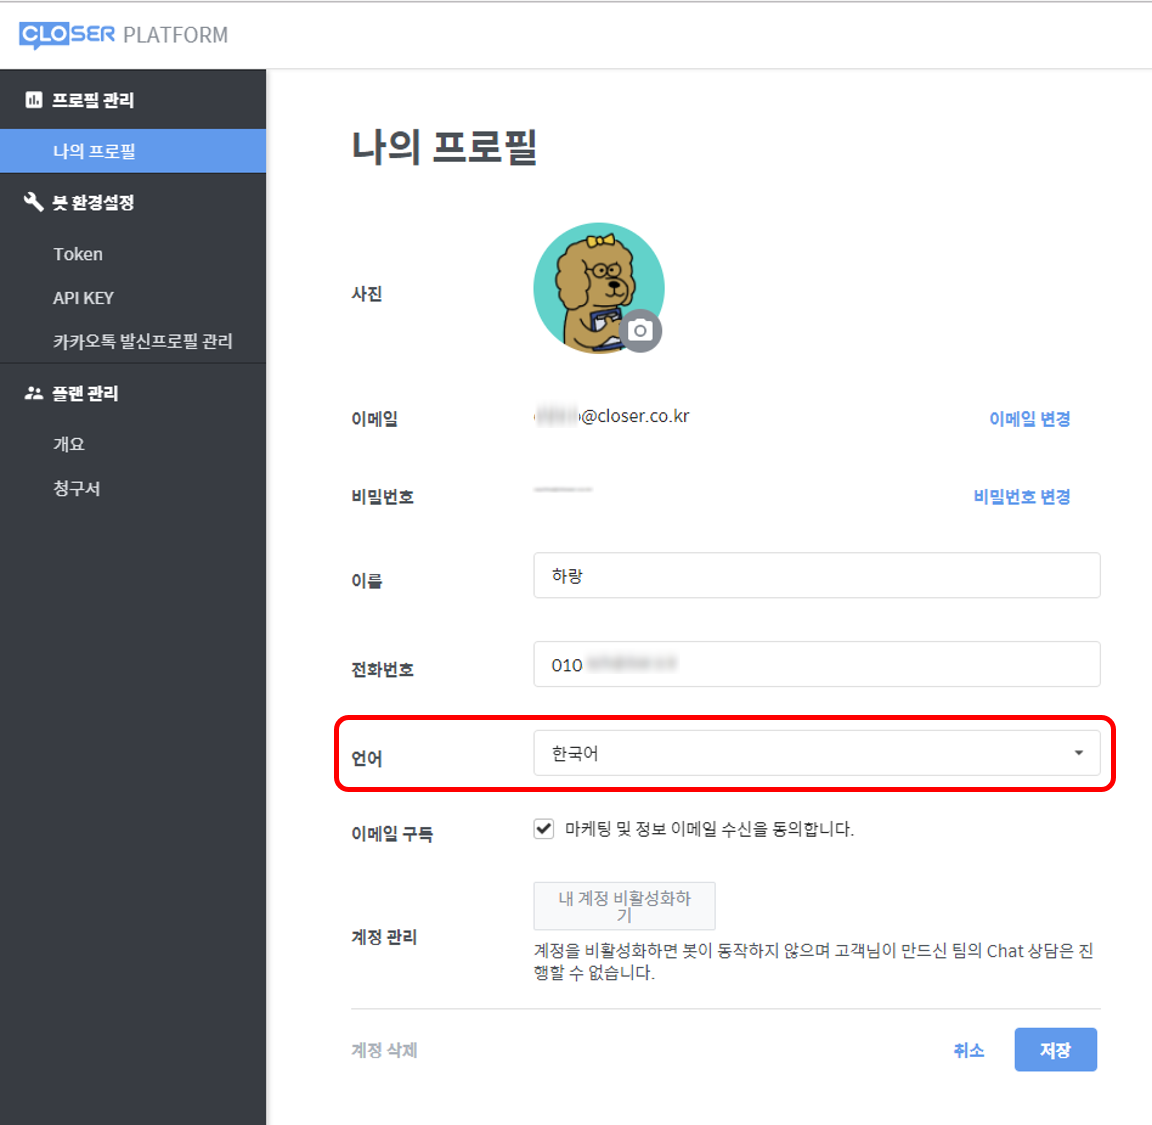 CLOSER PLATFORM
프로필 관리
나의 프로필
봇 환경설정
Token
API KEY
카카오톡 발신프로필 관리
플랜 관리
개요
청구서
나의 프로필
사진
이메일
@closer.co.kr
이메일 변경
비밀번호
비밀번호 변경
이름
하랑
전화번호
010
언어
한국어
이메일 구독
마케팅 및 정보 이메일 수신을 동의합니다.
계정 관리
내 계정 비활성화하
기
계정을 비활성화하면 봇이 동작하지 않으며 고객님이 만드신 팀의 Chat 상담은 진
행할 수 없습니다.
계정 삭제
취소
저장